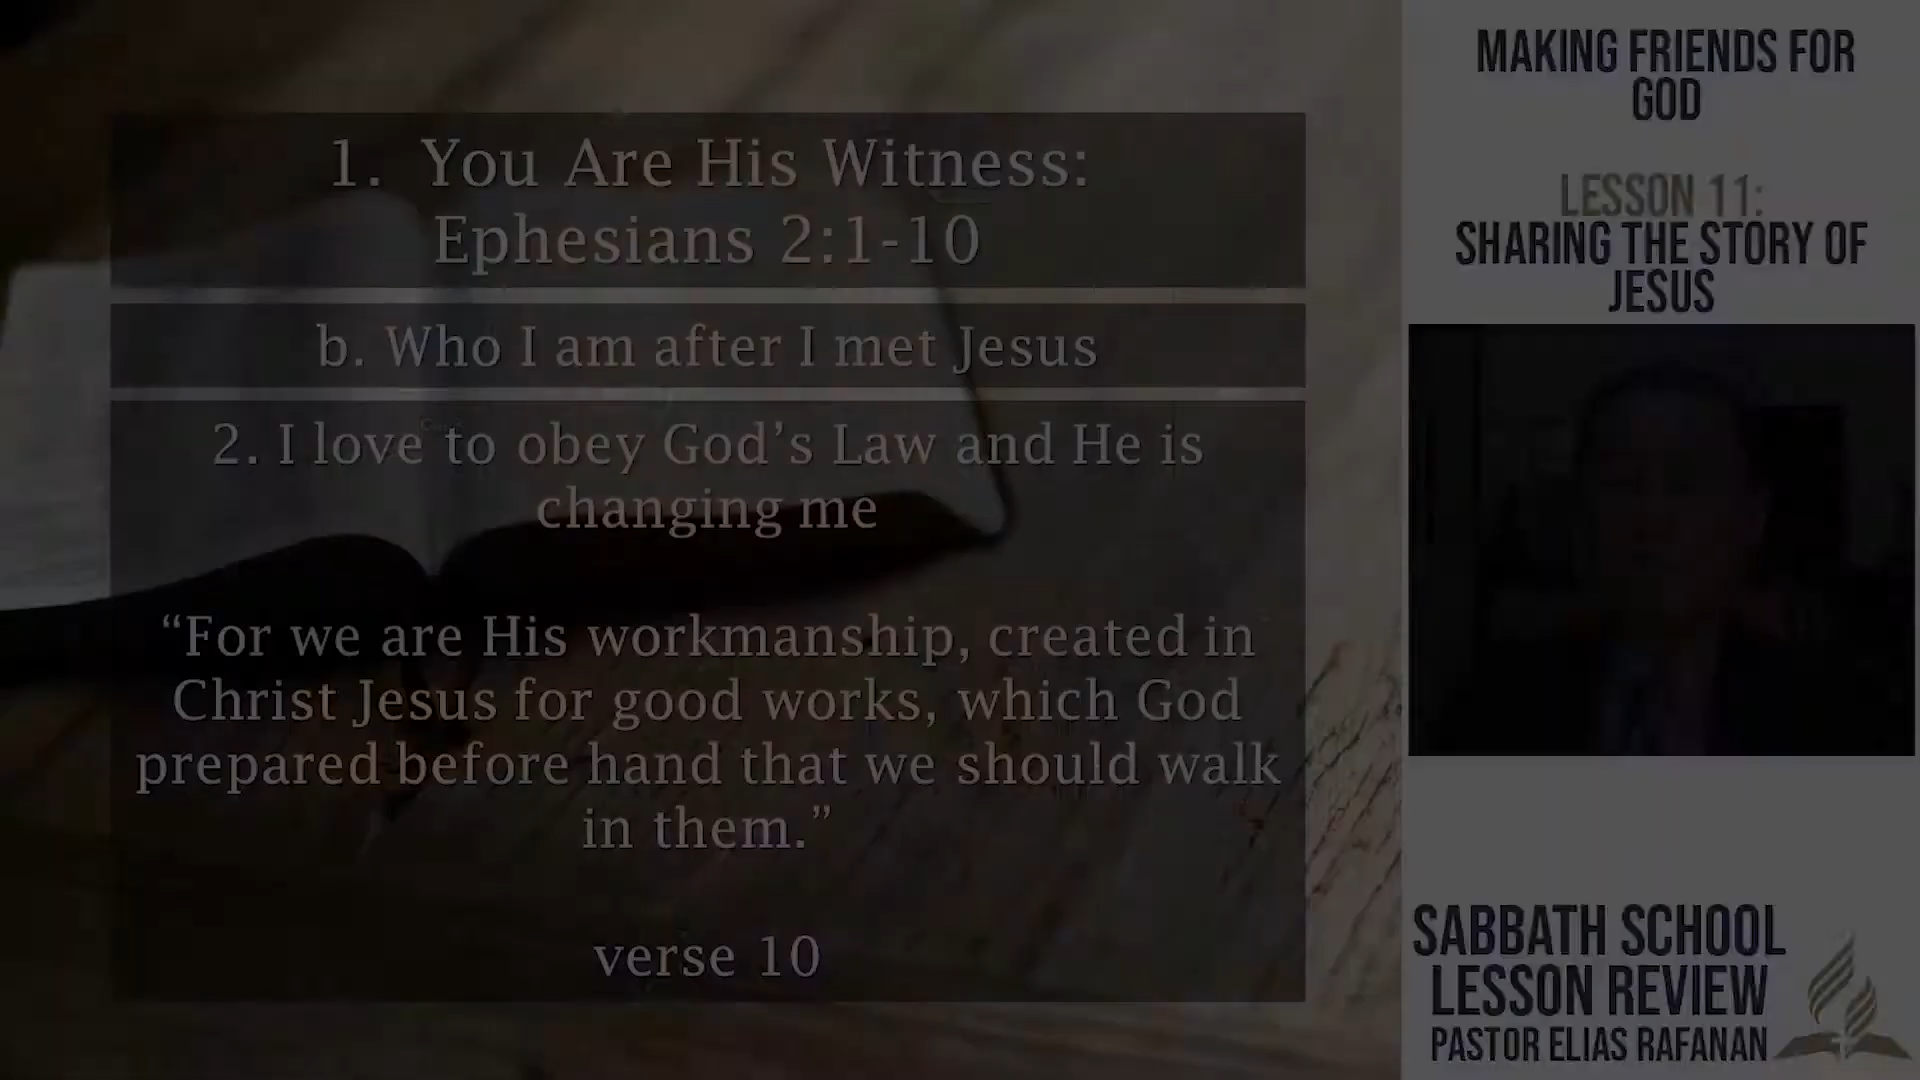 1. You Are His Witness:
Ephesians 2:1-10
b. Who I am after I met Jesus
2. I love to obey God’s Law and He is
changing me
“For we are His workmanship, created in
Christ Jesus for good works, which God
prepared before hand that we should walk
in them.”
verse 10
MAKING FRIENDS FOR
GOD
LESSON 11:
SHARING THE STORY OF
JESUS
SABBATH SCHOOL
LESSON REVIEW
PASTOR ELIAS RAFANAN